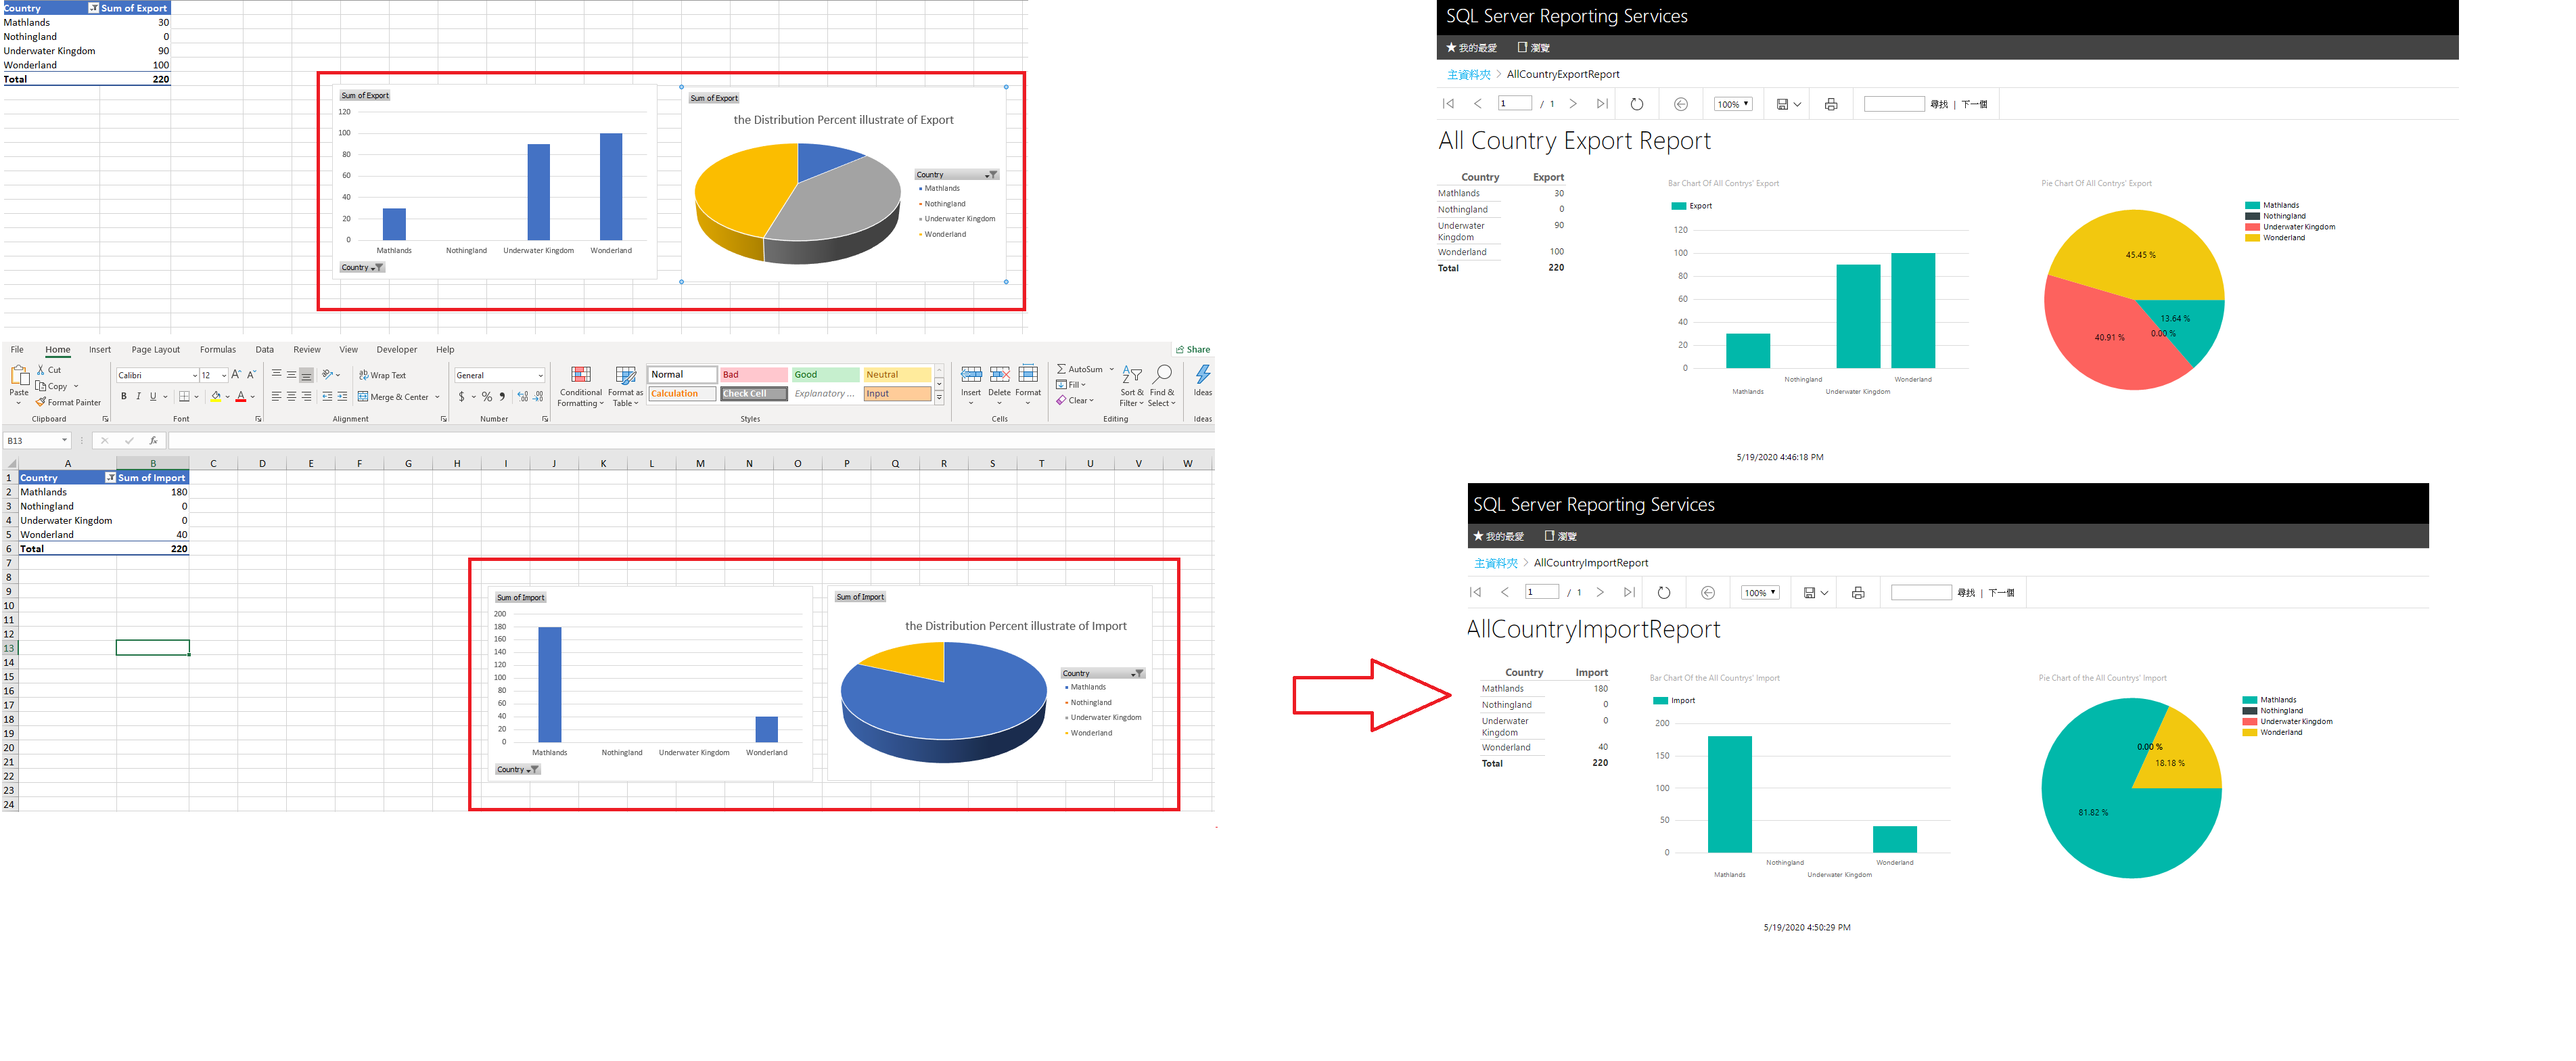 Country Sum of Export
Mathlands 30
Nothingland 0
Underwater Kingdom 90
Wonderland 100
Total 220
Sum of Export
120
100
80
60
40
20
0
Mathlands Nothingland Underwater Kingdom Wonderland
Country
Sum of Export
the Distribution Percent illustrate of Export
Country
Mathlands
Nothingland
Underwater Kingdom
Wonderland
File Home Insert Page Layout Formulas Data Review View Developer Help Share
Paste
Cut
Copy
Format Painter
Clipboard
Calibri 12 A A
B I U A
Font
Wrap Text
Merge & Center
Alignment
General
$ % 9
Number
Conditional Formatting
Format as Table
Normal Bad Good Neutral
Calculation Check Cell Explanatory ... Input
Styles
Insert Delete Format
Cells
AutoSum
Fill
Clear
Sort & Filter
Find & Select
Editing
Ideas
Ideas
B13 fx
A B C D E F G H I J K L M N O P Q R S T U V W
1 Country Sum of Import
2 Mathlands 180
3 Nothingland 0
4 Underwater Kingdom 0
5 Wonderland 40
6 Total 220
7
8
9
10
11
12
13
14
15
16
17
18
19
20
21
22
23
24
Sum of Import
200
180
160
140
120
100
80
60
40
20
0
Mathlands Nothingland Underwater Kingdom Wonderland
Country
Sum of Import
the Distribution Percent illustrate of Import
Country
Mathlands
Nothingland
Underwater Kingdom
Wonderland
SQL Server Reporting Services
★ 我的最愛 瀏覽
主資料夾 > AllCountryExportReport
1 / 1 100% 尋找 | 下一個
All Country Export Report
Country Export
Mathlands 30
Nothingland 0
Underwater Kingdom 90
Wonderland 100
Total 220
Bar Chart Of All Contrys' Export
Export
120
100
80
60
40
20
0
Nothingland Wonderland
Mathlands Underwater Kingdom
Pie Chart Of All Contrys' Export
Mathlands
Nothingland
Underwater Kingdom
Wonderland
45.45 %
13.64 %
0.00 %
40.91 %
5/19/2020 4:46:18 PM
SQL Server Reporting Services
★ 我的最愛 瀏覽
主資料夾 > AllCountryImportReport
1 / 1 100% 尋找 | 下一個
AllCountryImportReport
Country Import
Mathlands 180
Nothingland 0
Underwater Kingdom 0
Wonderland 40
Total 220
Bar Chart Of the All Countrys' Import
Import
200
150
100
50
0
Nothingland Wonderland
Mathlands Underwater Kingdom
Pie Chart of the All Countrys' Import
Mathlands
Nothingland
Underwater Kingdom
Wonderland
0.00 %
18.18 %
81.82 %
5/19/2020 4:50:29 PM